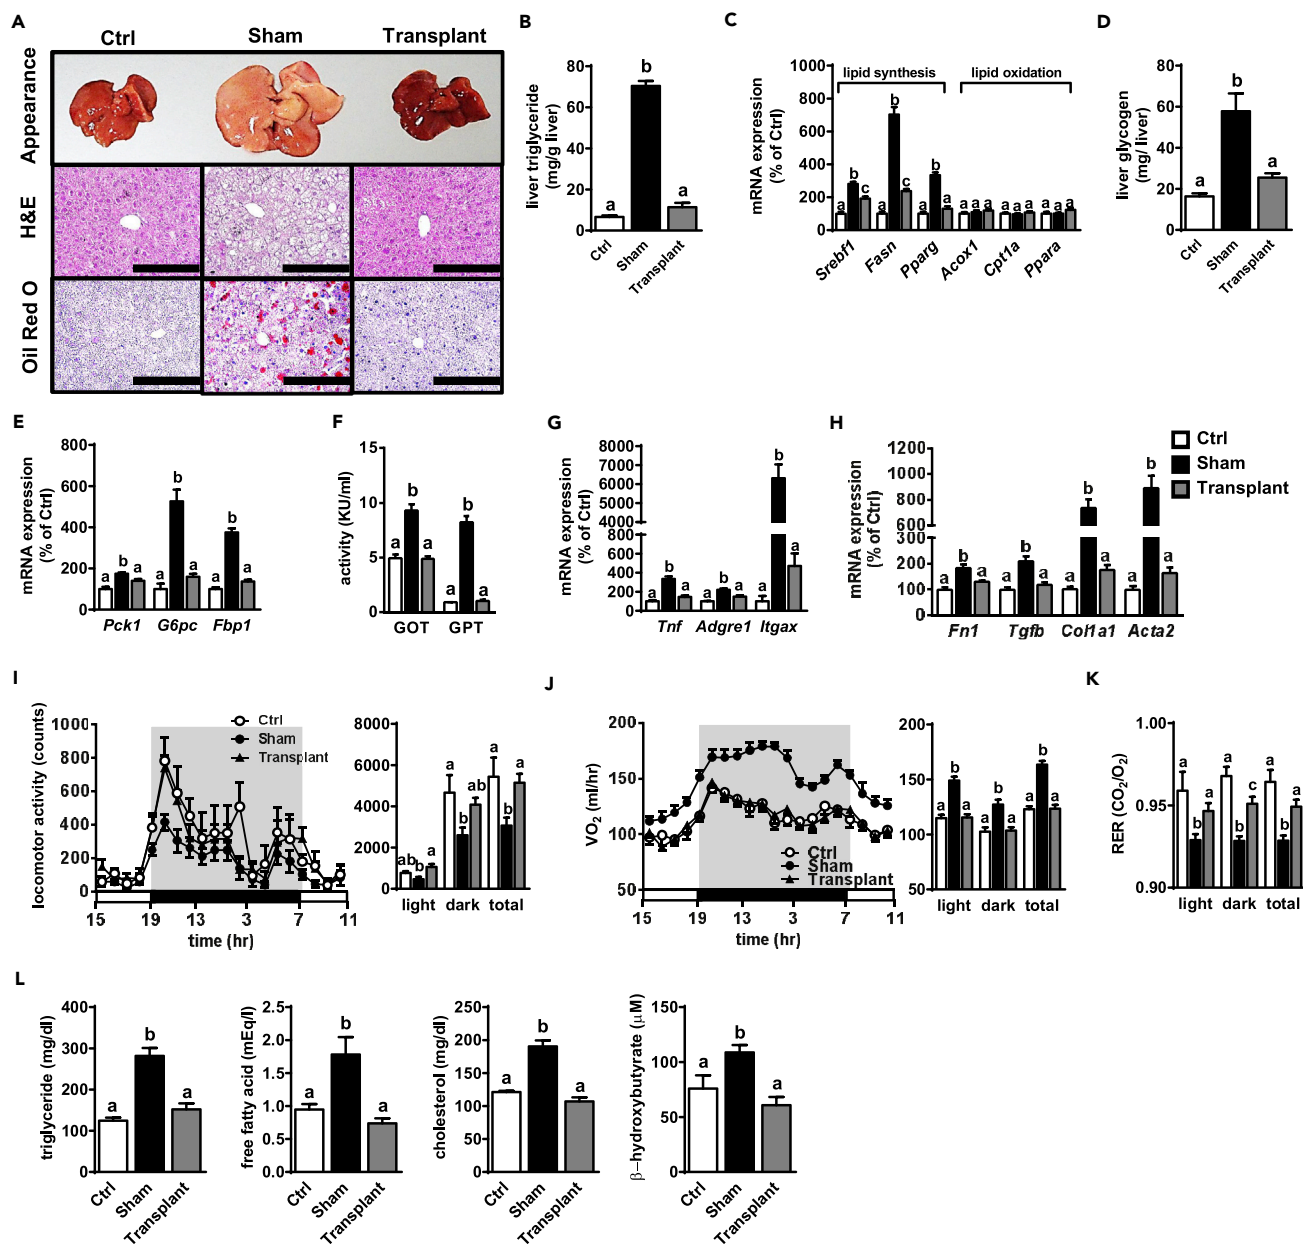 A
Ctrl
Sham
Transplant
Appearance
H&E
Oil Red O
B
liver triglyceride
(mg/g liver)
80
60
40
20
0
a
b
a
Ctrl
Sham
Transplant
C
mRNA expression
(% of Ctrl)
1000
800
600
400
200
0
lipid synthesis
lipid oxidation
a b c
a b c
a b a
a a a
a a a
a a a
Srebf1
Fasn
Pparg
Acox1
Cpt1a
Ppara
D
liver glycogen
(mg/ liver)
80
60
40
20
0
a
b
a
Ctrl
Sham
Transplant
E
mRNA expression
(% of Ctrl)
800
600
400
200
0
a b a
a b a
a b a
Pck1
G6pc
Fbp1
F
activity (KU/ml)
15
10
5
0
a b a
a b a
GOT
GPT
G
mRNA expression
(% of Ctrl)
8000
7000
6000
5000
4000
800
600
400
200
0
a b a
a b a
a b a
Tnf
Adgre1
Itgax
H
mRNA expression
(% of Ctrl)
1200
1000
800
600
300
200
100
0
a b a
a b a
a b a
a b a
Fn1
Tgfb
Col1a1
Acta2
Ctrl
Sham
Transplant
I
locomotor activity (counts)
1000
800
600
400
200
0
Ctrl
Sham
Transplant
15
19
13
3
7
11
time (hr)
8000
6000
4000
2000
0
ab b a
a b ab
a b a
light
dark
total
J
VO2 (ml/hr)
200
150
100
50
Ctrl
Sham
Transplant
15
19
13
3
7
11
time (hr)
200
150
100
50
a b a
a b a
a b a
light
dark
total
K
RER (CO2/O2)
1.00
0.95
0.90
a b a
a b c
a b a
light
dark
total
L
triglyceride (mg/dl)
400
300
200
100
0
a
b
a
Ctrl
Sham
Transplant
free fatty acid (mEq/l)
2.5
2.0
1.5
1.0
0.5
0.0
a
b
a
Ctrl
Sham
Transplant
cholesterol (mg/dl)
250
200
150
100
50
0
a
b
a
Ctrl
Sham
Transplant
β−hydroxybutyrate (μM)
150
100
50
0
a
b
a
Ctrl
Sham
Transplant